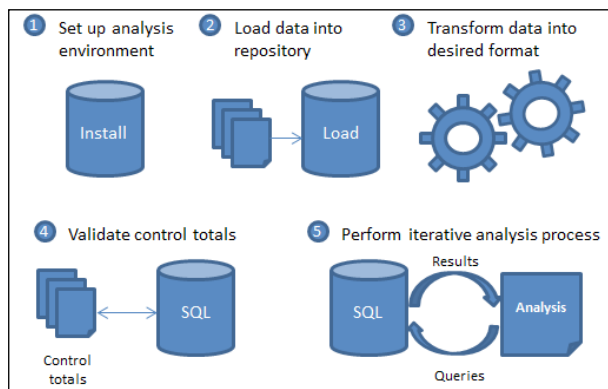 1 Set up analysis
environment
2 Load data into
repository
3 Transform data into
desired format
Install
Load
4 Validate control totals
5 Perform iterative analysis process
Results
SQL
SQL
Analysis
Control
totals
Queries